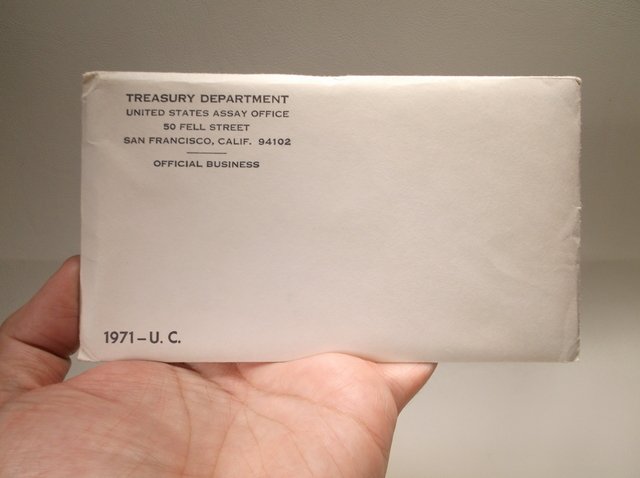 TREASURY DEPARTMENT
UNITED STATES ASSAY OFFICE
50 FELL STREET
SAN FRANCISCO, CALIF. 94102
OFFICIAL BUSINESS
1971–U. C.